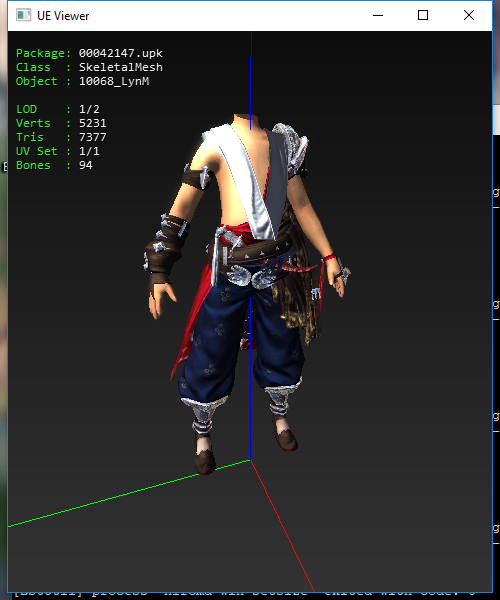 UE Viewer
Package: 00042147.upk
Class : SkeletalMesh
Object : 10068_LynM
LOD : 1/2
Verts : 5231
Tris : 7377
UV Set : 1/1
Bones : 94